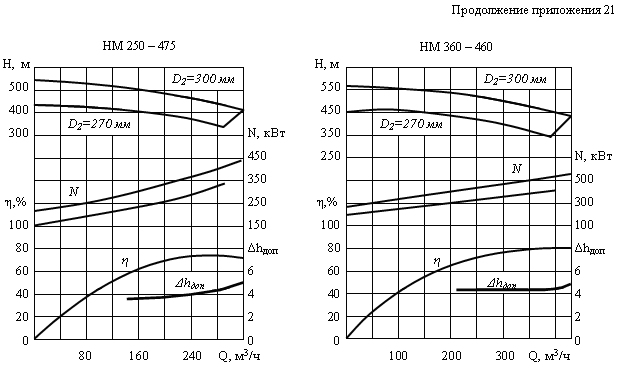 Продолжение приложения 21
НМ 250 – 475
H, м
500
400
300
D₂=300 мм
D₂=270 мм
N, кВт
450
350
250
150
N
η,%
100
80
60
40
20
0
η
Δhдоп
Δhдоп
6
4
2
0
80
160
240
Q, м³/ч
НМ 360 – 460
H, м
550
450
350
250
D₂=300 мм
D₂=270 мм
N, кВт
500
300
100
N
η,%
100
80
60
40
20
0
η
Δhдоп
Δhдоп
6
4
2
0
100
200
300
Q, м³/ч